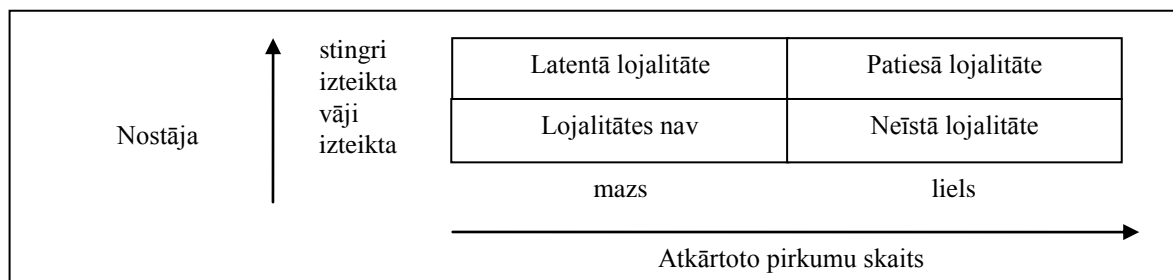 stingri
izteikta
vāji
izteikta
Nostāja
Latentā lojalitāte
Patiesā lojalitāte
Lojalitātes nav
Neīstā lojalitāte
mazs
liels
Atkārtoto pirkumu skaits